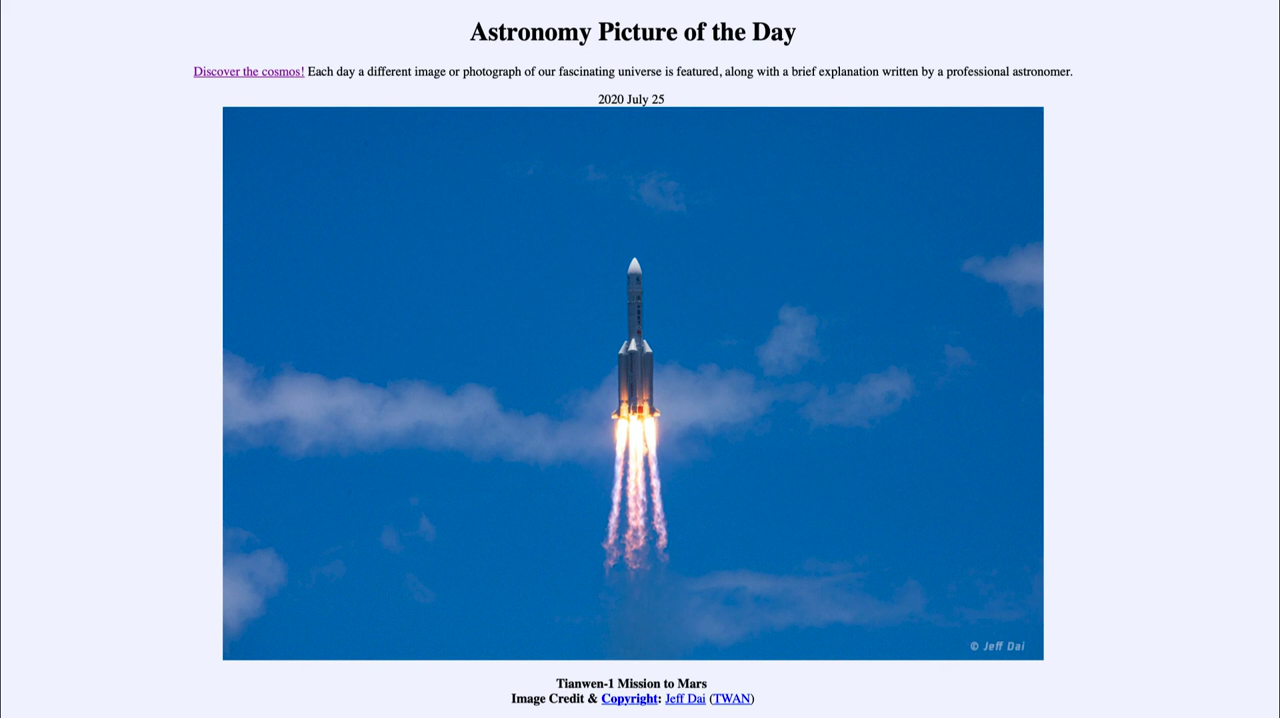 Astronomy Picture of the Day
Discover the cosmos! Each day a different image or photograph of our fascinating universe is featured, along with a brief explanation written by a professional astronomer.
2020 July 25
© Jeff Dai
Tianwen-1 Mission to Mars
Image Credit & Copyright: Jeff Dai (TWAN)